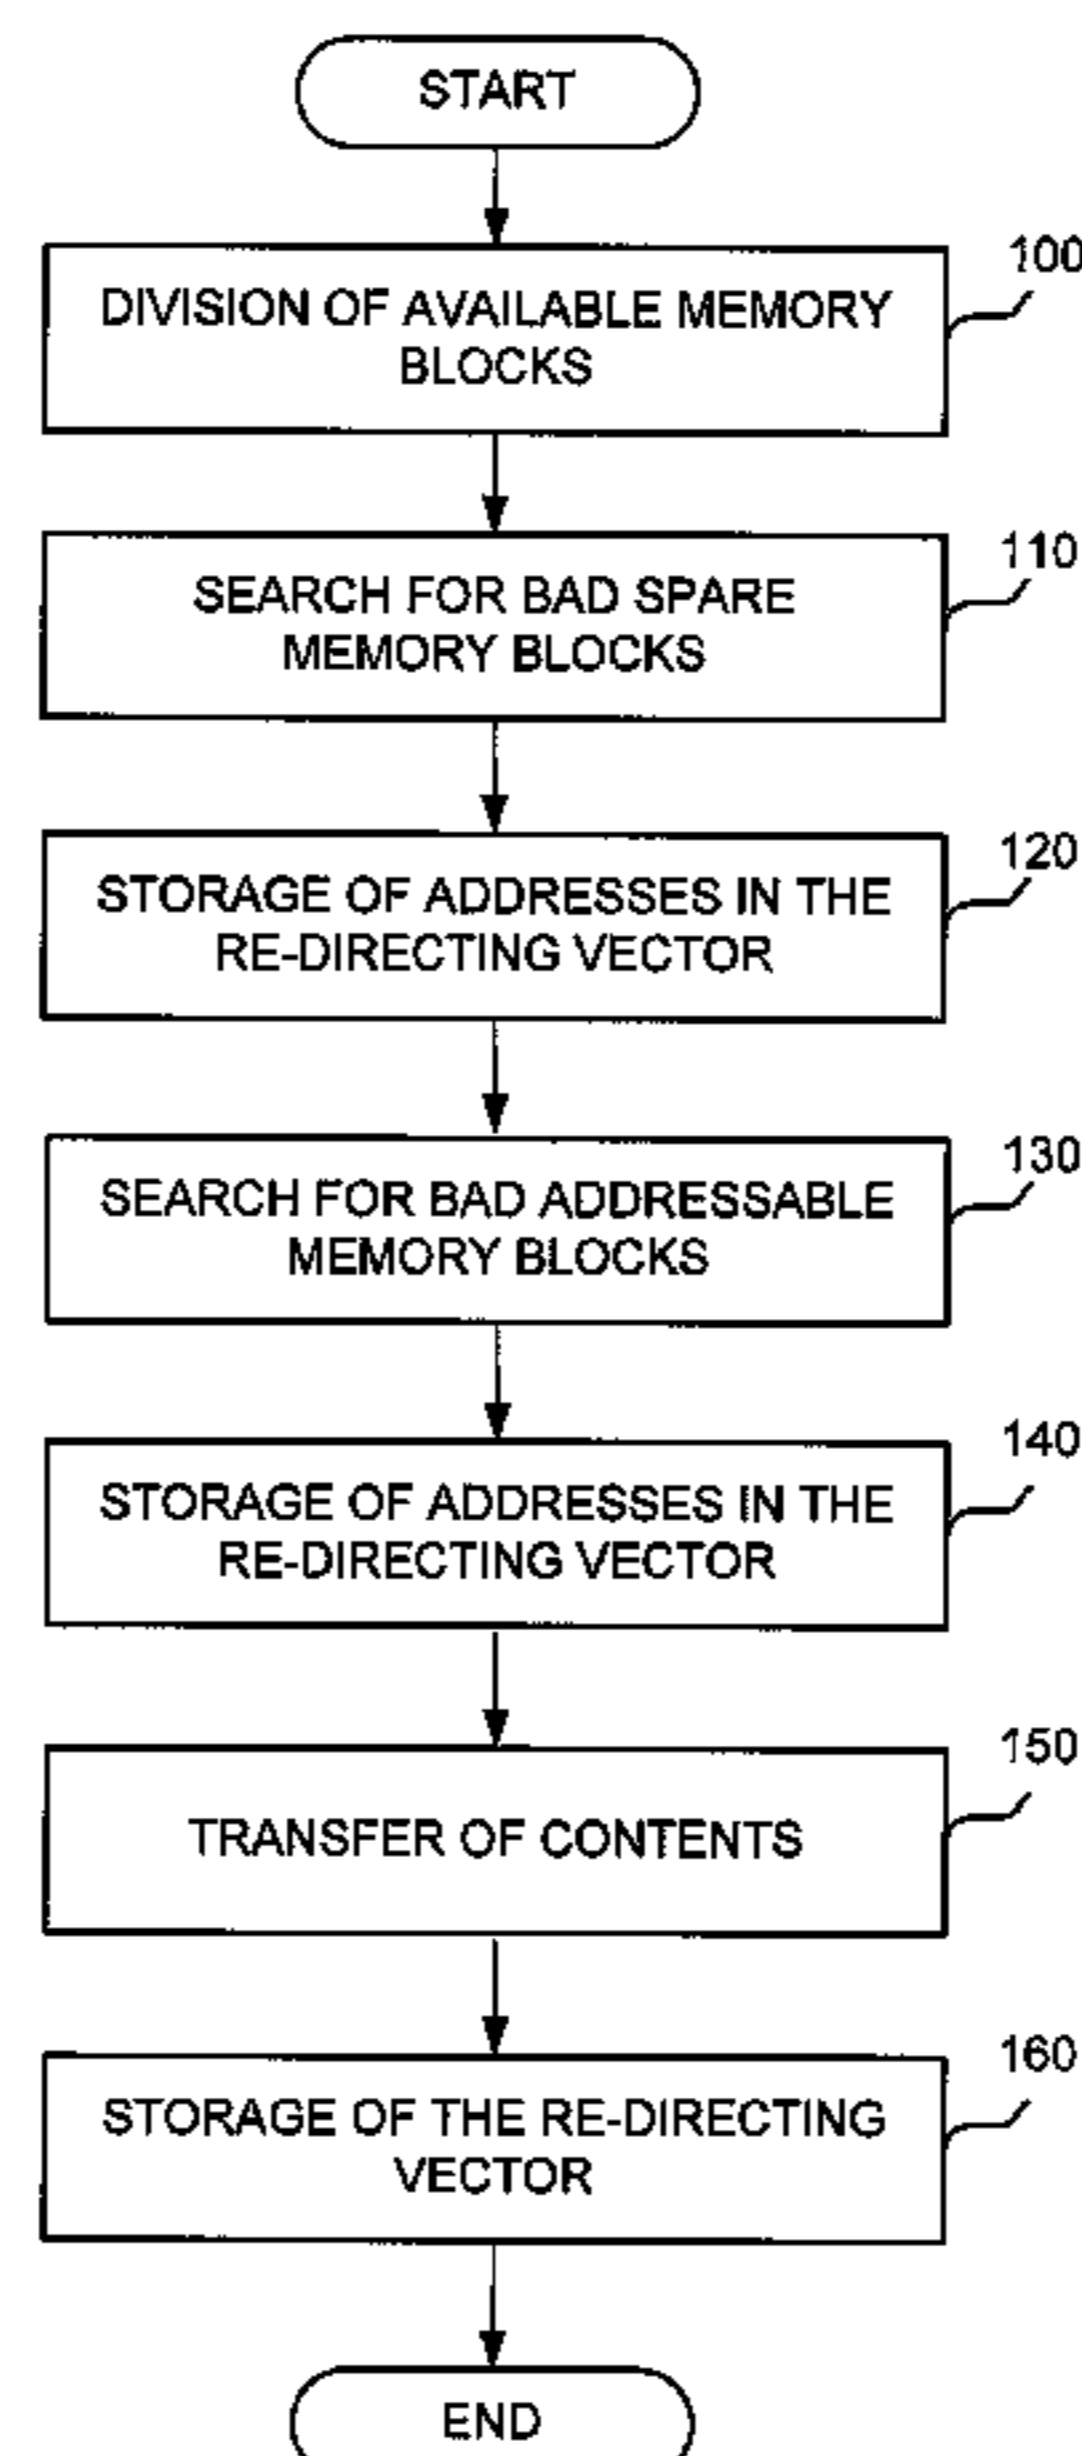 START
100
DIVISION OF AVAILABLE MEMORY
BLOCKS
110
SEARCH FOR BAD SPARE
MEMORY BLOCKS
120
STORAGE OF ADDRESSES IN THE
RE-DIRECTING VECTOR
130
SEARCH FOR BAD ADDRESSABLE
MEMORY BLOCKS
140
STORAGE OF ADDRESSES IN THE
RE-DIRECTING VECTOR
150
TRANSFER OF CONTENTS
160
STORAGE OF THE RE-DIRECTING
VECTOR
END